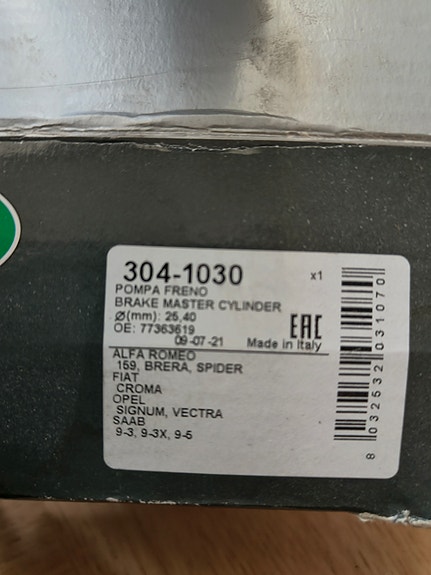 304-1030 x1
POMPA FRENO
BRAKE MASTER CYLINDER
Ø(mm): 25,40
OE: 77363619
EAC
09-07-21 Made in Italy
ALFA ROMEO
159, BRERA, SPIDER
FIAT
CROMA
OPEL
SIGNUM, VECTRA
SAAB
9-3, 9-3X, 9-5
8 032532 031070